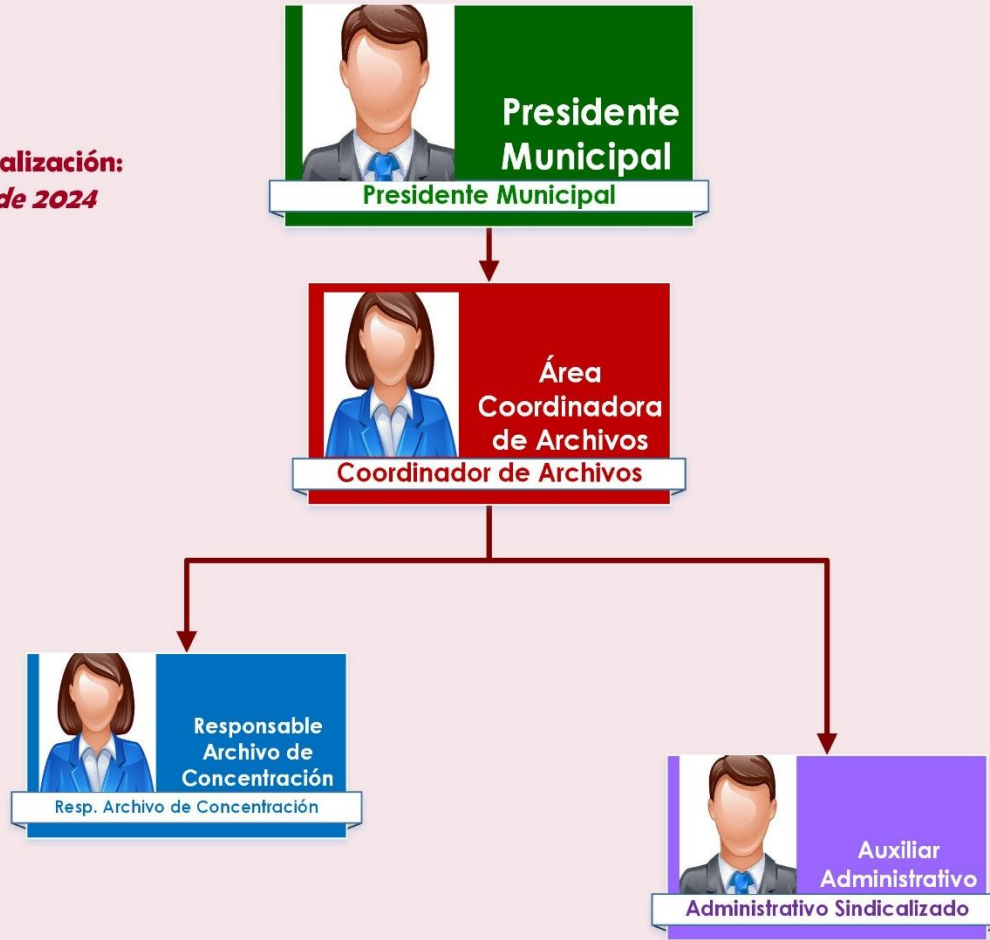 alización:
de 2024
Presidente
Municipal
Presidente Municipal
Área
Coordinadora
de Archivos
Coordinador de Archivos
Responsable
Archivo de
Concentración
Resp. Archivo de Concentración
Auxiliar
Administrativo
Administrativo Sindicalizado